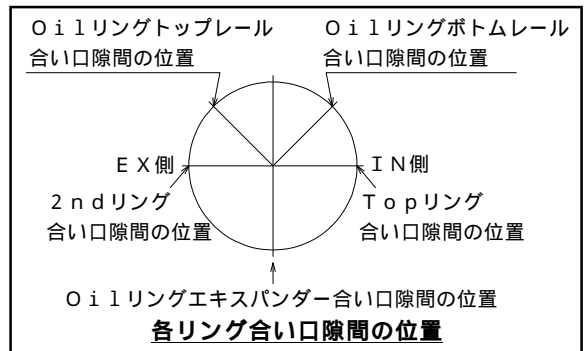 Ｏｉｌリングトップレール
合い口隙間の位置
Ｏｉｌリングボトムレール
合い口隙間の位置
ＥＸ側
ＩＮ側
２ｎｄリング
合い口隙間の位置
Ｔｏｐリング
合い口隙間の位置
Ｏｉｌリングエキスパンダー合い口隙間の位置
各リング合い口隙間の位置